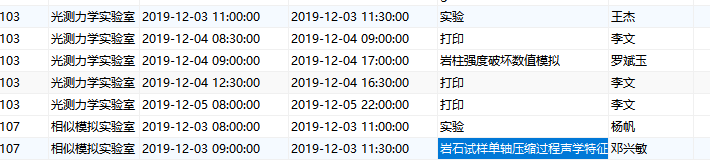 103 光测力学实验室 2019-12-03 11:00:00 2019-12-03 11:30:00 实验 王杰
103 光测力学实验室 2019-12-04 08:30:00 2019-12-04 09:00:00 打印 李文
103 光测力学实验室 2019-12-04 09:00:00 2019-12-04 17:00:00 岩柱强度破坏数值模拟 罗斌玉
103 光测力学实验室 2019-12-04 12:30:00 2019-12-04 16:30:00 打印 李文
103 光测力学实验室 2019-12-05 08:00:00 2019-12-05 22:00:00 打印 李文
107 相似模拟实验室 2019-12-03 08:00:00 2019-12-03 11:00:00 实验 杨帆
107 相似模拟实验室 2019-12-03 09:00:00 2019-12-03 11:30:00 岩石试样单轴压缩过程声学特征 邓兴敏